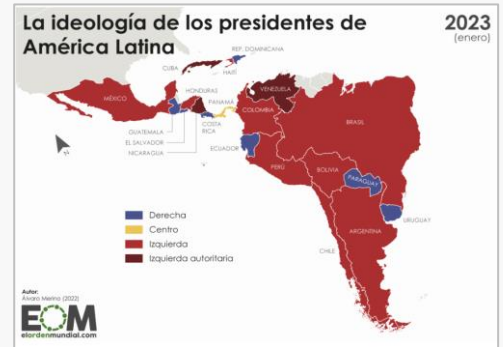 La ideología de los presidentes de
América Latina
2023
(enero)
REP. DOMINICANA
CUBA
HAITÍ
MÉXICO
HONDURAS
PANAMÁ
VENEZUELA
GUATEMALA
EL SALVADOR
NICARAGUA
COSTA
RICA
COLOMBIA
ECUADOR
BRASIL
PERÚ
BOLIVIA
PARAGUAY
URUGUAY
ARGENTINA
CHILE
Derecha
Centro
Izquierda
Izquierda autoritaria
Autor:
Álvaro Merino (2022)
EOM
elordenmundial.com